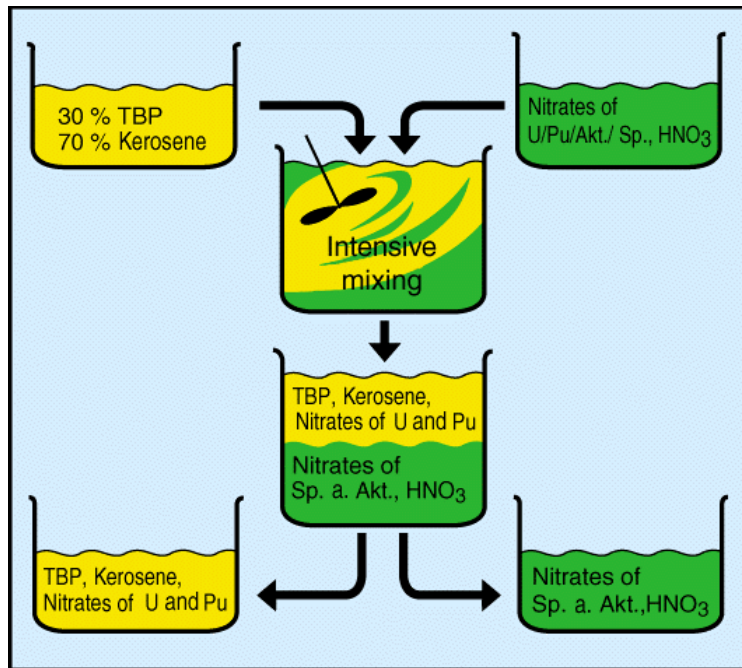 30 % TBP
70 % Kerosene
Nitrates of
U/Pu/Akt./ Sp., HNO3
Intensive
mixing
TBP, Kerosene,
Nitrates of U and Pu
Nitrates of
Sp. a. Akt., HNO3
TBP, Kerosene,
Nitrates of U and Pu
Nitrates of
Sp. a. Akt.,HNO3